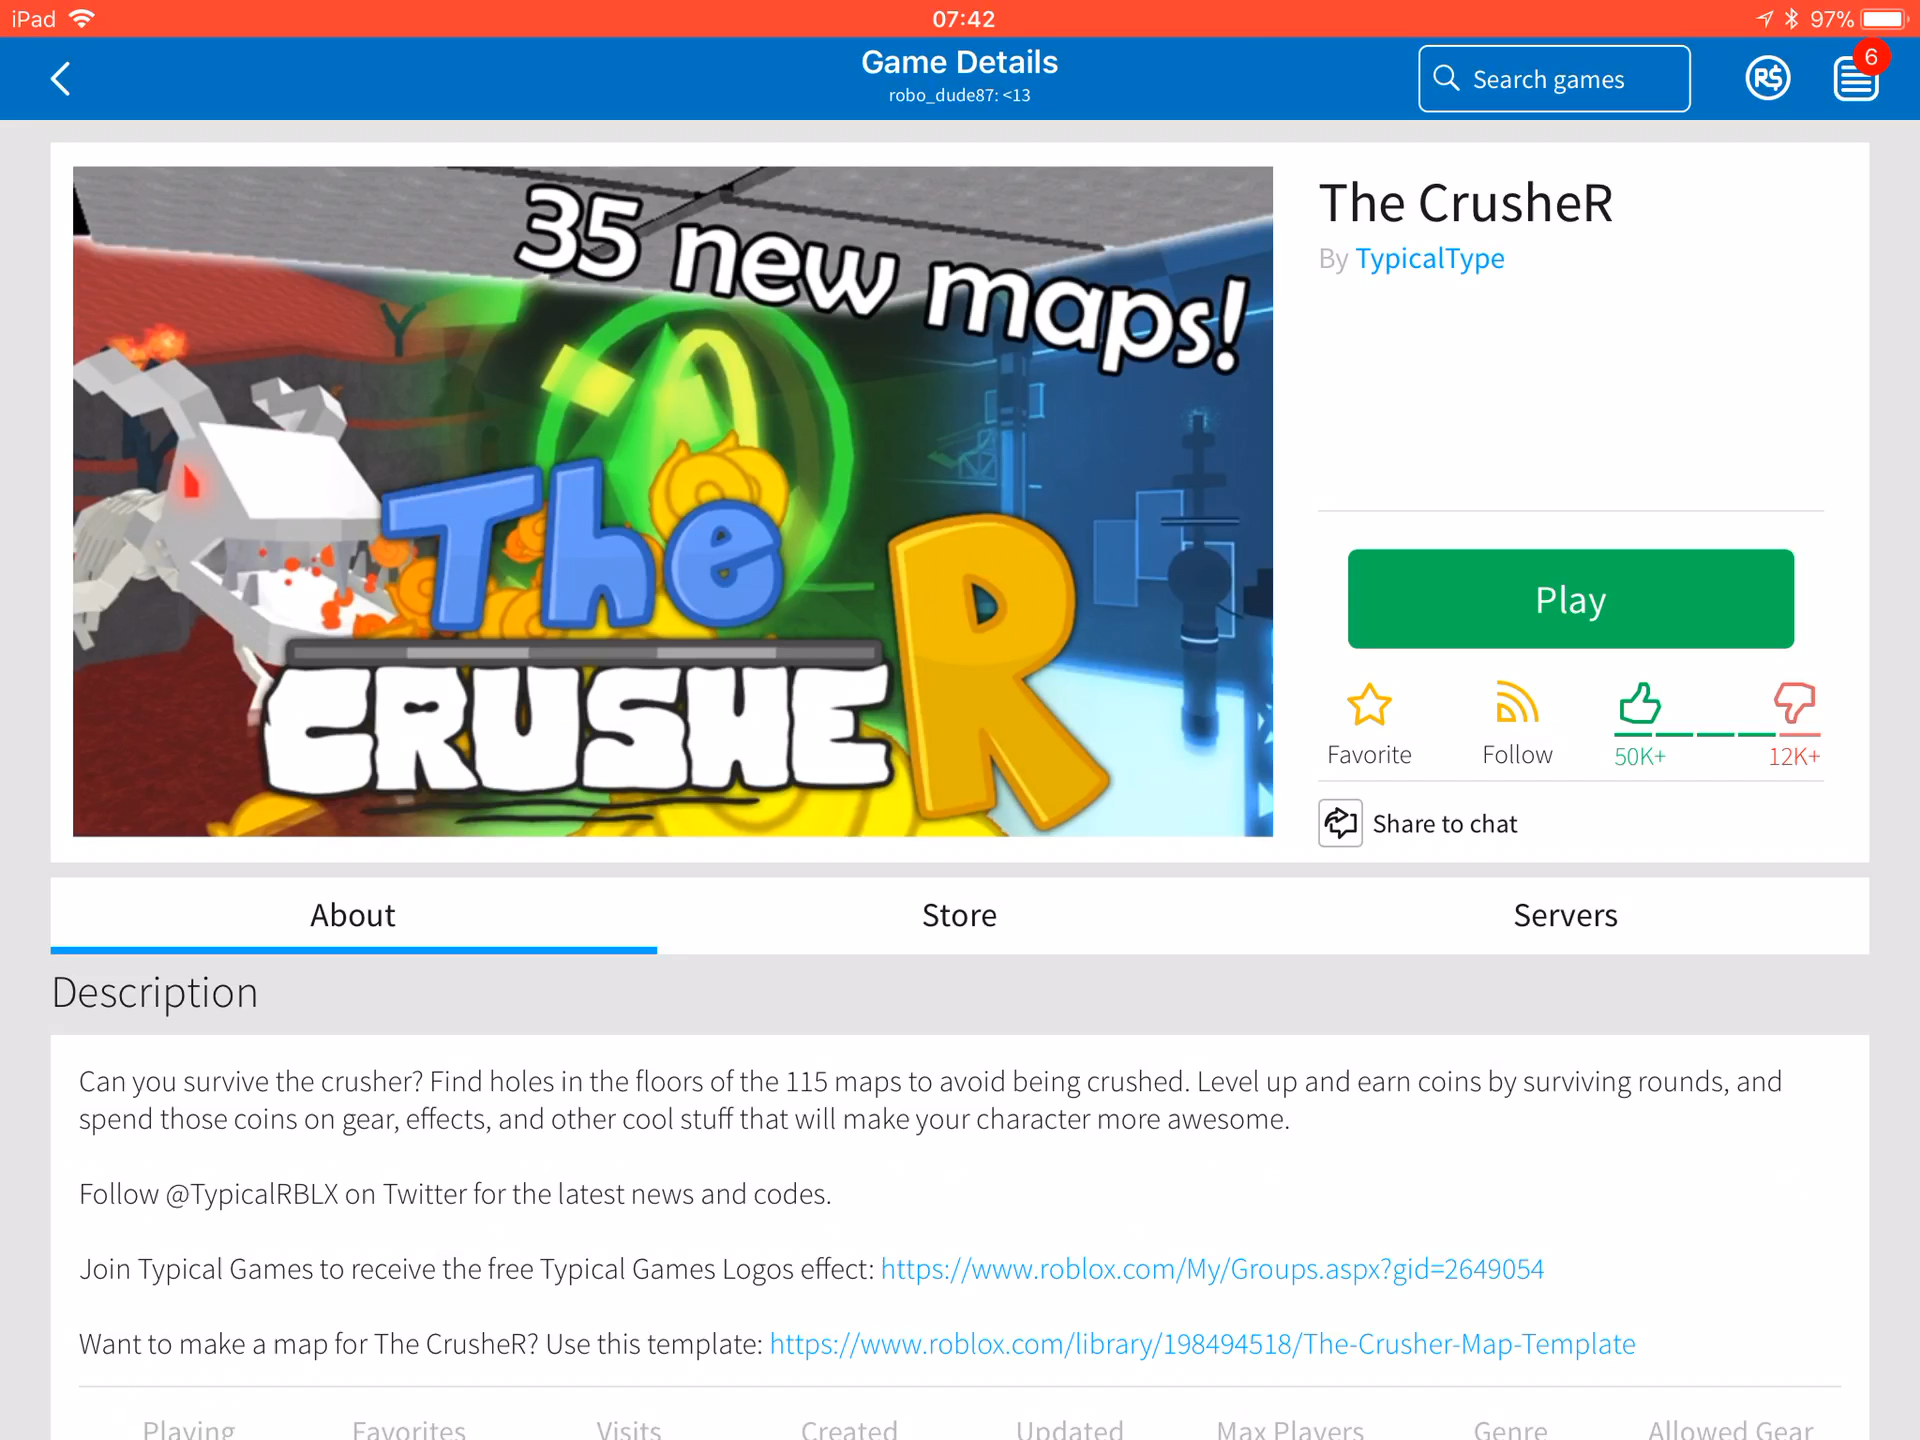 iPad 07:42 97%
Game Details
robo_dude87: <13
Search games
R$
6
35 new maps!
The
CRUSHER
The CrusheR
By TypicalType
Play
Favorite Follow 50K+ 12K+
Share to chat
About Store Servers
Description
Can you survive the crusher? Find holes in the floors of the 115 maps to avoid being crushed. Level up and earn coins by surviving rounds, and
spend those coins on gear, effects, and other cool stuff that will make your character more awesome.
Follow @TypicalRBLX on Twitter for the latest news and codes.
Join Typical Games to receive the free Typical Games Logos effect: https://www.roblox.com/My/Groups.aspx?gid=2649054
Want to make a map for The CrusheR? Use this template: https://www.roblox.com/library/198494518/The-Crusher-Map-Template
Playing Favorites Visits Created Updated Max Players Genre Allowed Gear